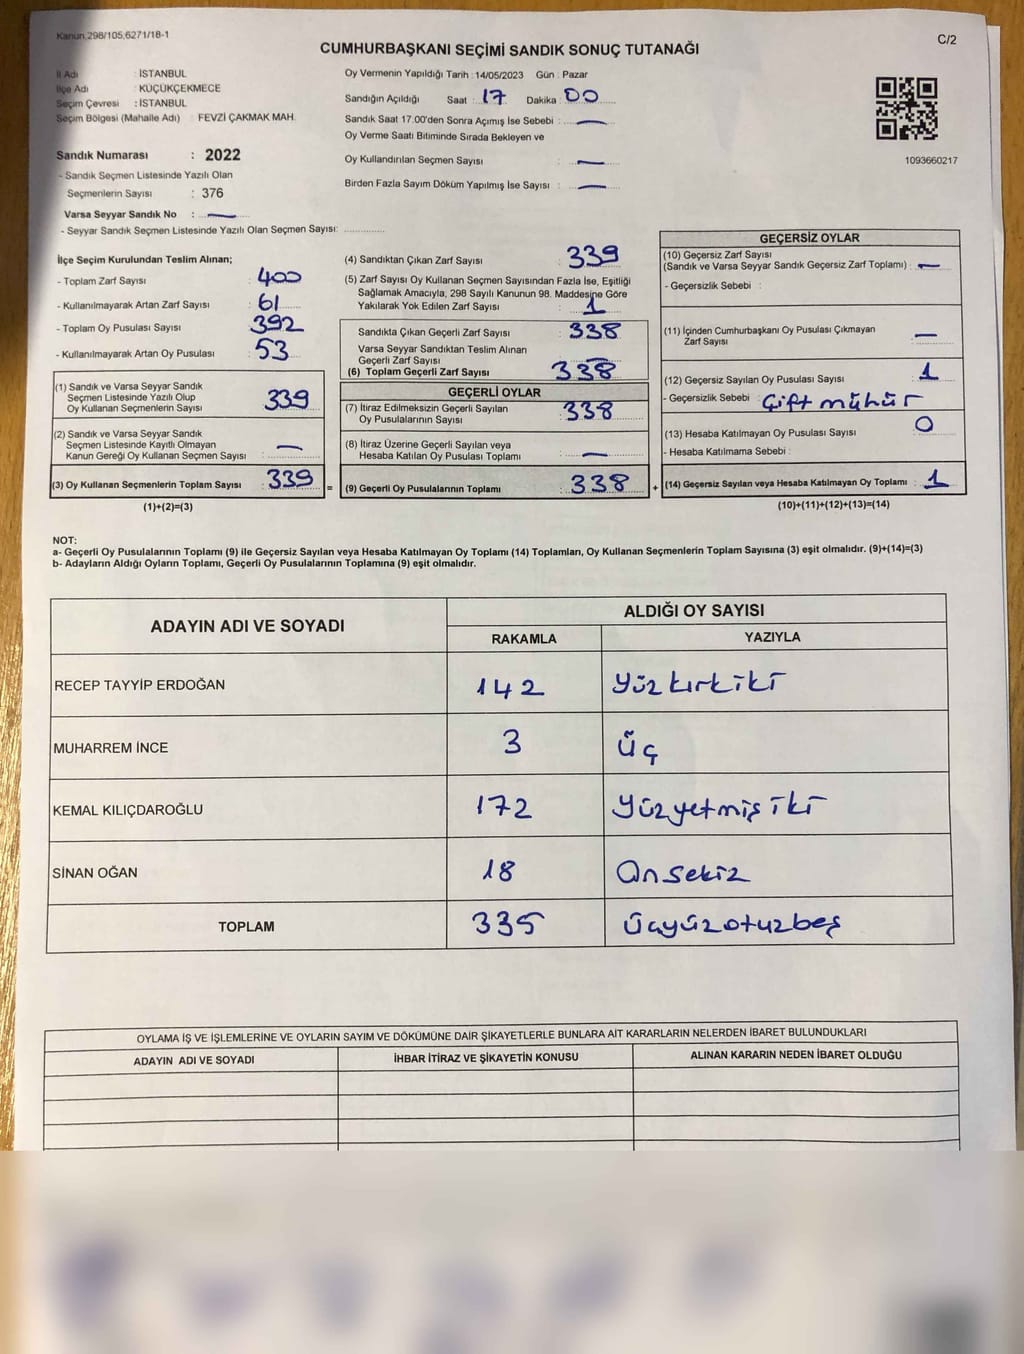 Kanun 298/105,6271/18-1
C/2
CUMHURBAŞKANI SEÇİMİ SANDIK SONUÇ TUTANAĞI
İl Adı : İSTANBUL
İlçe Adı : KÜÇÜKÇEKMECE
Seçim Çevresi : İSTANBUL
Seçim Bölgesi (Mahalle Adı) : FEVZİ ÇAKMAK MAH.
Sandık Numarası : 2022
- Sandık Seçmen Listesinde Yazılı Olan
Seçmenlerin Sayısı : 376
Varsa Seyyar Sandık No : —
- Seyyar Sandık Seçmen Listesinde Yazılı Olan Seçmen Sayısı: ..............
Oy Vermenin Yapıldığı Tarih : 14/05/2023 Gün : Pazar
Sandığın Açıldığı Saat : 17 Dakika : 00
Sandık Saat 17.00'den Sonra Açımış İse Sebebi : —
Oy Verme Saati Bitiminde Sırada Bekleyen ve
Oy Kullandırılan Seçmen Sayısı : —
Birden Fazla Sayım Döküm Yapılmış İse Sayısı : —
1093660217
İlçe Seçim Kurulundan Teslim Alınan;
- Toplam Zarf Sayısı : 400
- Kullanılmayarak Artan Zarf Sayısı : 61
- Toplam Oy Pusulası Sayısı : 392
- Kullanılmayarak Artan Oy Pusulası : 53
(1) Sandık ve Varsa Seyyar Sandık
Seçmen Listesinde Yazılı Olup
Oy Kullanan Seçmenlerin Sayısı : 339
(2) Sandık ve Varsa Seyyar Sandık
Seçmen Listesinde Kayıtlı Olmayan
Kanun Gereği Oy Kullanan Seçmen Sayısı : —
(3) Oy Kullanan Seçmenlerin Toplam Sayısı : 339
(1)+(2)=(3)
=
(4) Sandıktan Çıkan Zarf Sayısı : 339
(5) Zarf Sayısı Oy Kullanan Seçmen Sayısından Fazla İse, Eşitliği
Sağlamak Amacıyla, 298 Sayılı Kanunun 98. Maddesine Göre
Yakılarak Yok Edilen Zarf Sayısı : 1
Sandıkta Çıkan Geçerli Zarf Sayısı : 338
Varsa Seyyar Sandıktan Teslim Alınan
Geçerli Zarf Sayısı : —
(6) Toplam Geçerli Zarf Sayısı : 338
GEÇERLİ OYLAR
(7) İtiraz Edilmeksizin Geçerli Sayılan
Oy Pusulalarının Sayısı : 338
(8) İtiraz Üzerine Geçerli Sayılan veya
Hesaba Katılan Oy Pusulası Toplamı : —
(9) Geçerli Oy Pusulalarının Toplamı : 338
+
GEÇERSİZ OYLAR
(10) Geçersiz Zarf Sayısı
(Sandık ve Varsa Seyyar Sandık Geçersiz Zarf Toplamı) : —
- Geçersizlik Sebebi :
(11) İçinden Cumhurbaşkanı Oy Pusulası Çıkmayan
Zarf Sayısı : —
(12) Geçersiz Sayılan Oy Pusulası Sayısı : 1
- Geçersizlik Sebebi : Çift mühür
(13) Hesaba Katılmayan Oy Pusulası Sayısı : 0
- Hesaba Katılmama Sebebi :
(14) Geçersiz Sayılan veya Hesaba Katılmayan Oy Toplamı : 1
(10)+(11)+(12)+(13)=(14)
NOT:
a- Geçerli Oy Pusulalarının Toplamı (9) ile Geçersiz Sayılan veya Hesaba Katılmayan Oy Toplamı (14) Toplamları, Oy Kullanan Seçmenlerin Toplam Sayısına (3) eşit olmalıdır. (9)+(14)=(3)
b- Adayların Aldığı Oyların Toplamı, Geçerli Oy Pusulalarının Toplamına (9) eşit olmalıdır.
ADAYIN ADI VE SOYADI
ALDIĞI OY SAYISI
RAKAMLA YAZIYLA
RECEP TAYYİP ERDOĞAN 142 Yüzkırkiki
MUHARREM İNCE 3 Üç
KEMAL KILIÇDAROĞLU 172 Yüzyetmişiki
SİNAN OĞAN 18 Onsekiz
TOPLAM 335 Üçyüzotuzbeş
OYLAMA İŞ VE İŞLEMLERİNE VE OYLARIN SAYIM VE DÖKÜMÜNE DAİR ŞİKAYETLERLE BUNLARA AİT KARARLARIN NELERDEN İBARET BULUNDUKLARI
ADAYIN ADI VE SOYADI İHBAR İTİRAZ VE ŞİKAYETİN KONUSU ALINAN KARARIN NEDEN İBARET OLDUĞU